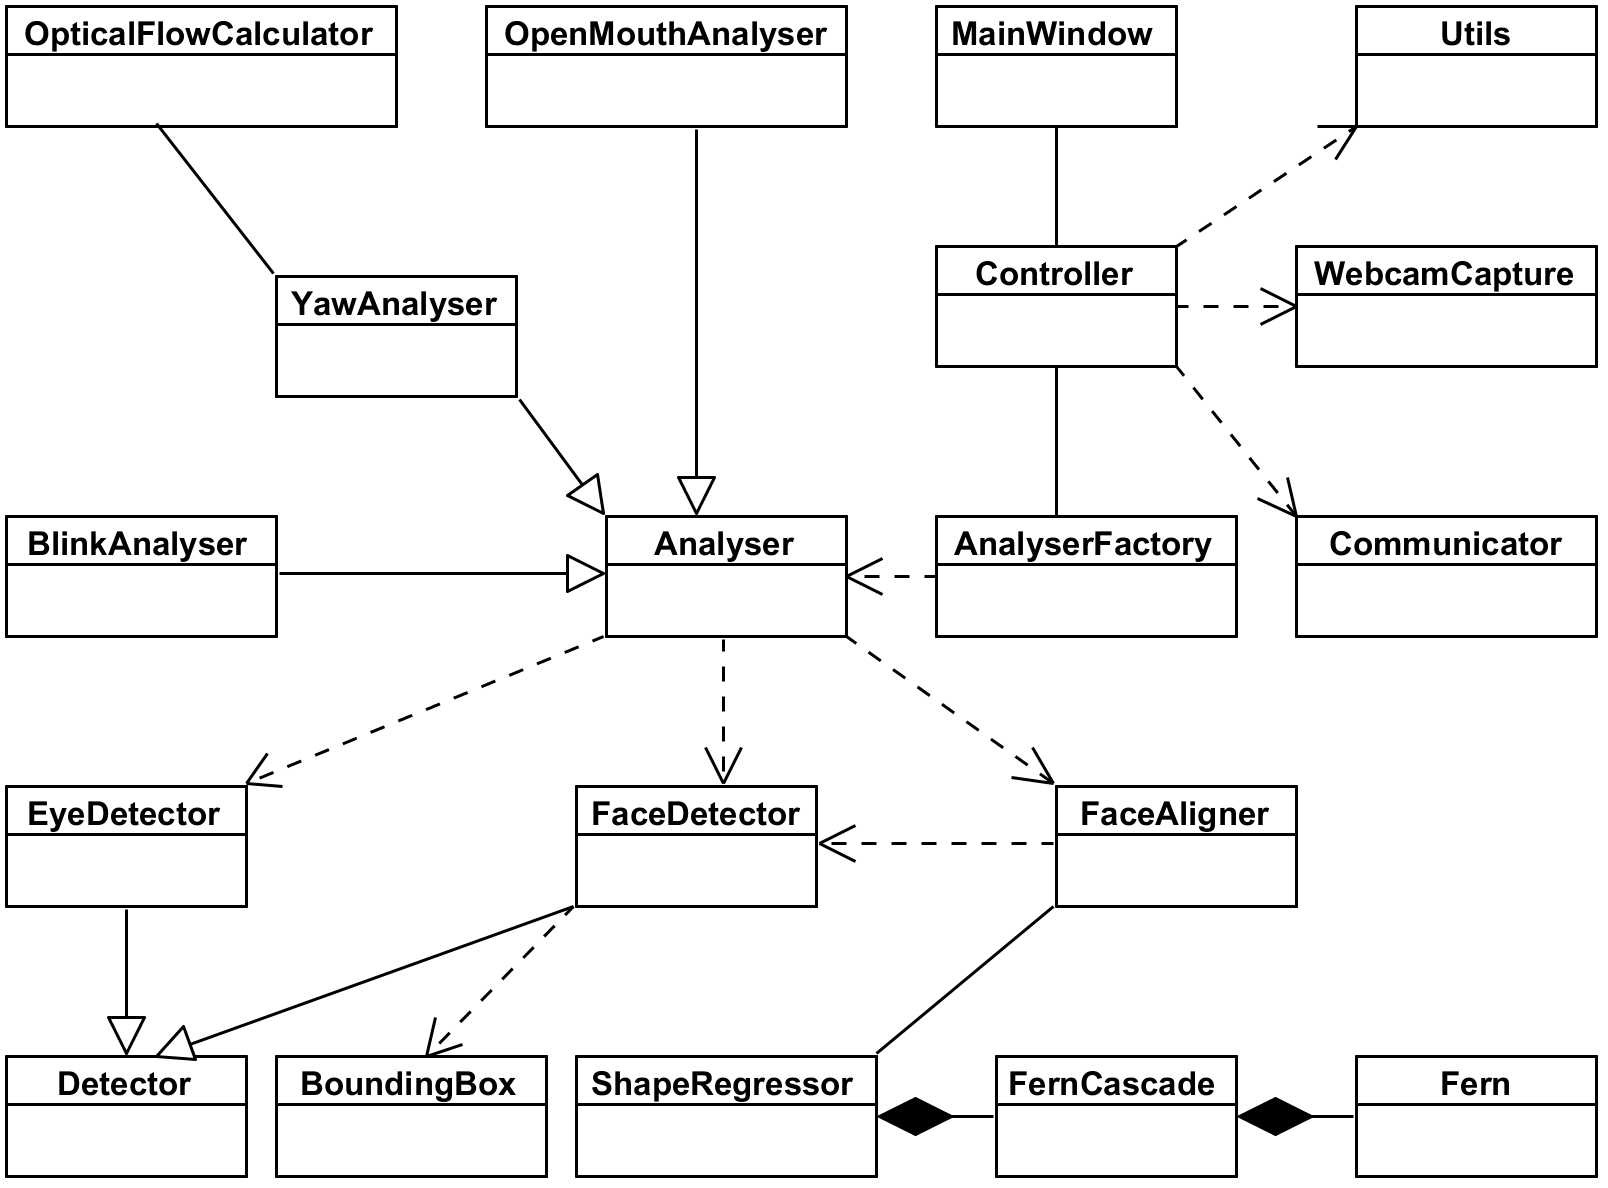 OpticalFlowCalculator
OpenMouthAnalyser
MainWindow
Utils
Controller
WebcamCapture
YawAnalyser
BlinkAnalyser
Analyser
AnalyserFactory
Communicator
EyeDetector
FaceDetector
FaceAligner
Detector
BoundingBox
ShapeRegressor
FernCascade
Fern